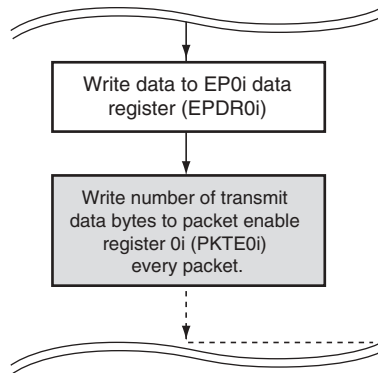 Write data to EP0i data
register (EPDR0i)
Write number of transmit
data bytes to packet enable
register 0i (PKTE0i)
every packet.